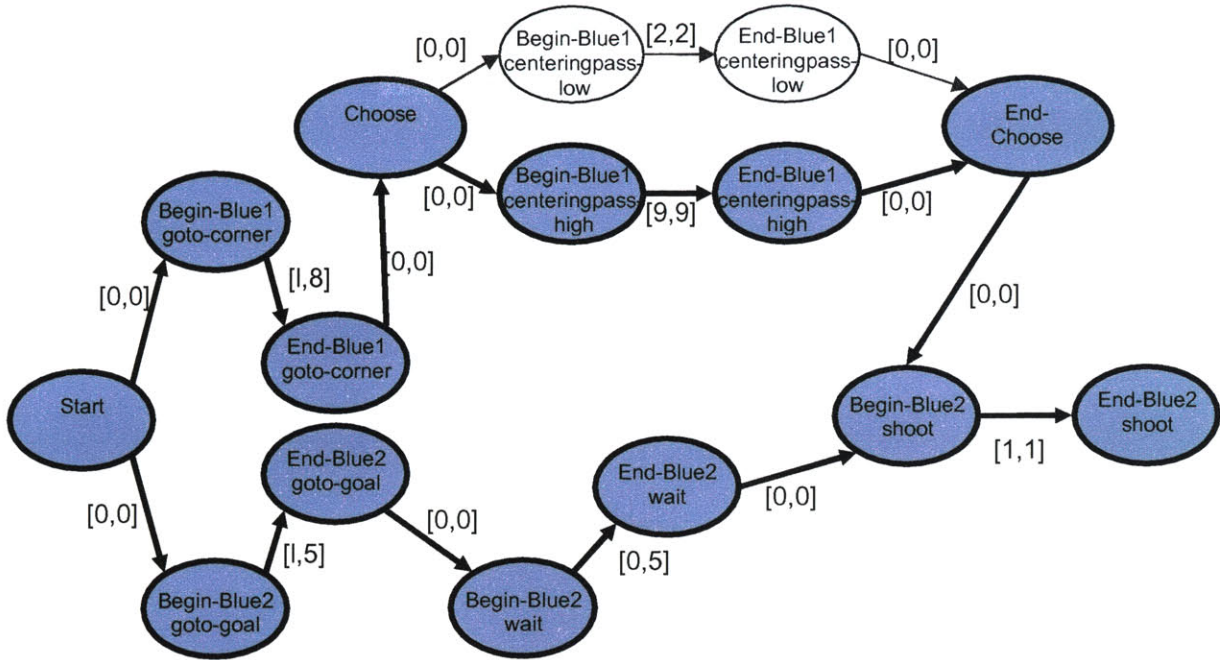 Begin-Blue1
centeringpass-
low
[2,2]
End-Blue1
centeringpass-
low
[0,0]
[0,0]
Choose
End-
Choose
[0,0]
Begin-Blue1
centeringpass-
high
[9,9]
End-Blue1
centeringpass-
high
[0,0]
Begin-Blue1
goto-corner
[0,0]
[l,8]
[0,0]
[0,0]
End-Blue1
goto-corner
Start
Begin-Blue2
shoot
[1,1]
End-Blue2
shoot
End-Blue2
goto-goal
End-Blue2
wait
[0,0]
[0,0]
[0,0]
[l,5]
[0,5]
Begin-Blue2
goto-goal
Begin-Blue2
wait